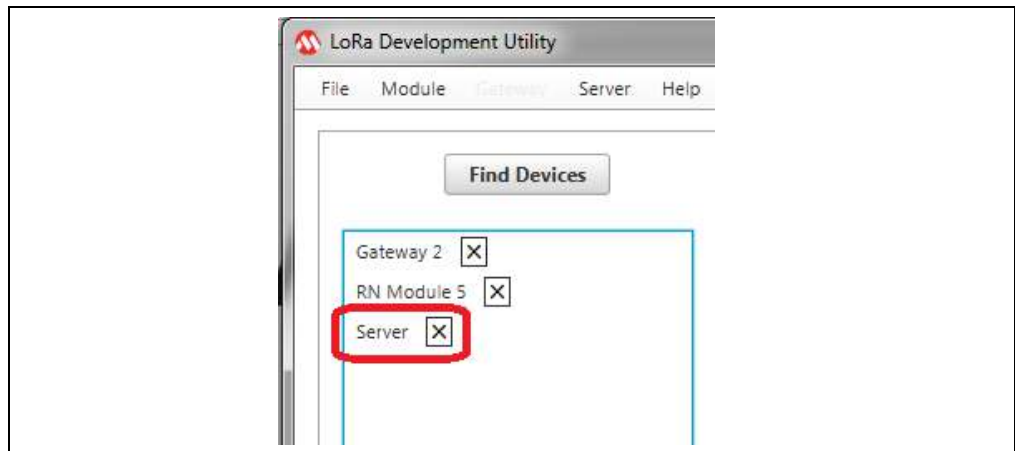 LoRa Development Utility
File Module Gateway Server Help
Find Devices
Gateway 2
RN Module 5
Server